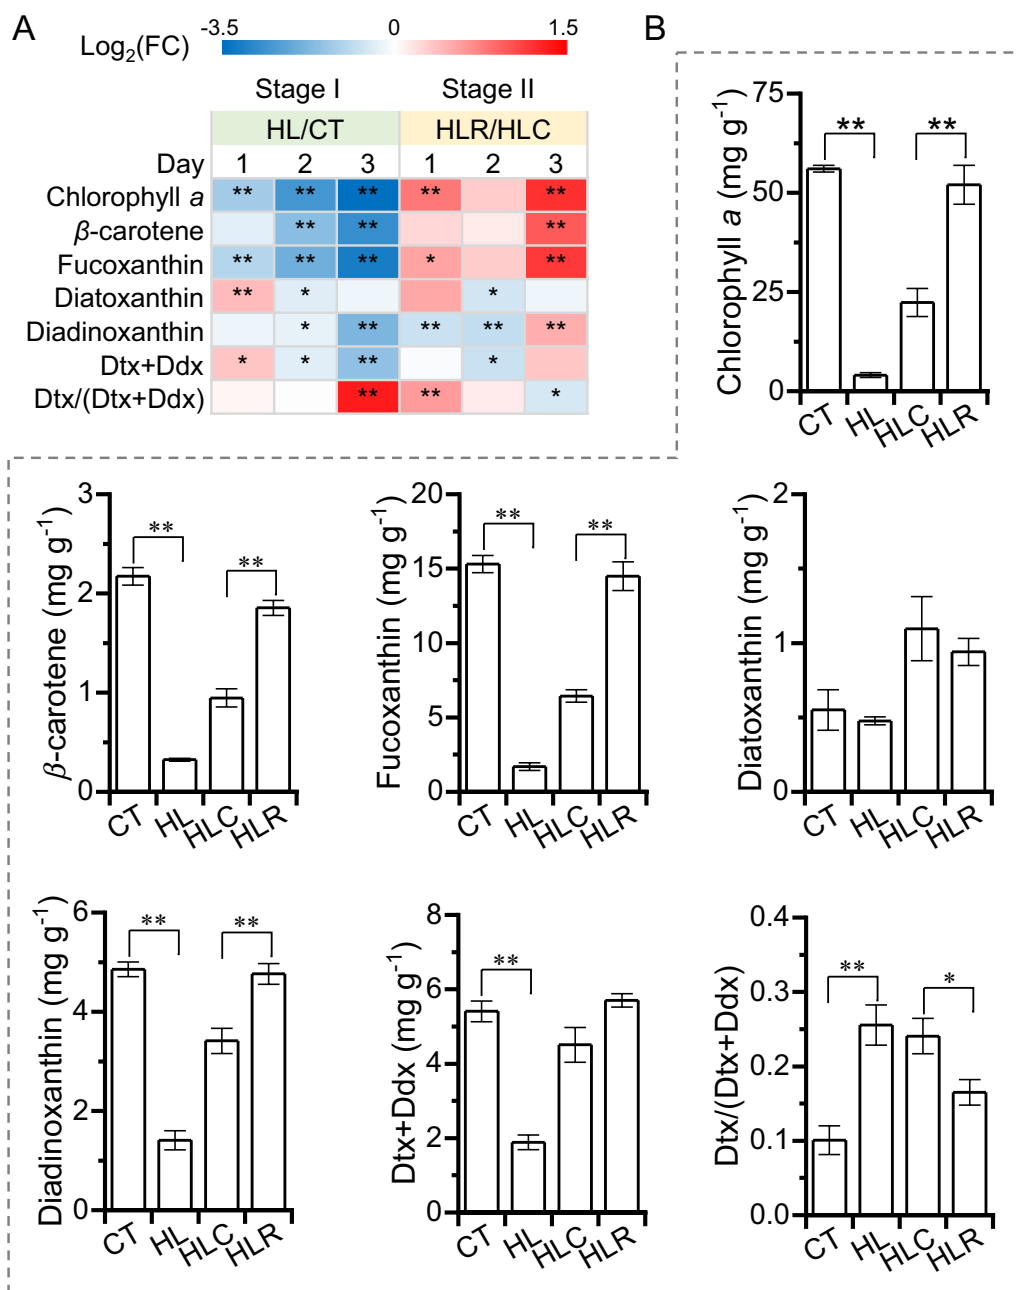 A
B
-3.5 0 1.5
Log2(FC)
Stage I Stage II
HL/CT HLR/HLC
Day 1 2 3 1 2 3
Chlorophyll a ** ** ** ** **
β-carotene ** ** **
Fucoxanthin ** ** ** * **
Diatoxanthin ** * *
Diadinoxanthin * ** ** ** **
Dtx+Ddx * * ** *
Dtx/(Dtx+Ddx) ** ** *
Chlorophyll a (mg g-1)
75
50
25
0
** **
CT HL HLC HLR
β-carotene (mg g-1)
3
2
1
0
** **
CT HL HLC HLR
Fucoxanthin (mg g-1)
20
15
10
5
0
** **
CT HL HLC HLR
Diatoxanthin (mg g-1)
2
1
0
CT HL HLC HLR
Diadinoxanthin (mg g-1)
6
4
2
0
** **
CT HL HLC HLR
Dtx+Ddx (mg g-1)
8
6
4
2
0
**
CT HL HLC HLR
Dtx/(Dtx+Ddx)
0.4
0.3
0.2
0.1
0.0
** *
CT HL HLC HLR